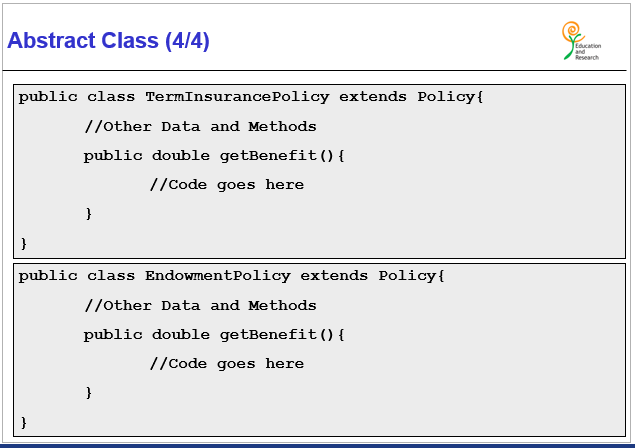 Abstract Class (4/4)
Education
and
Research
public class TermInsurancePolicy extends Policy{
//Other Data and Methods
public double getBenefit(){
//Code goes here
}
}
public class EndowmentPolicy extends Policy{
//Other Data and Methods
public double getBenefit(){
//Code goes here
}
}